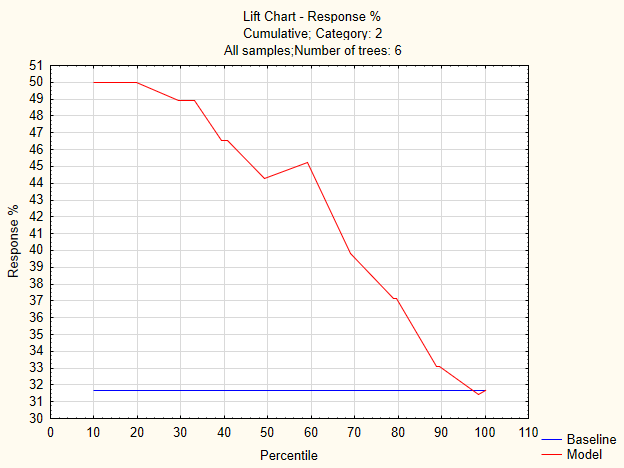 Lift Chart - Response %
Cumulative; Category: 2
All samples;Number of trees: 6
51
50
49
48
47
46
45
44
43
42
41
40
39
38
37
36
35
34
33
32
31
30
Response %
0 10 20 30 40 50 60 70 80 90 100 110
Percentile
Baseline
Model